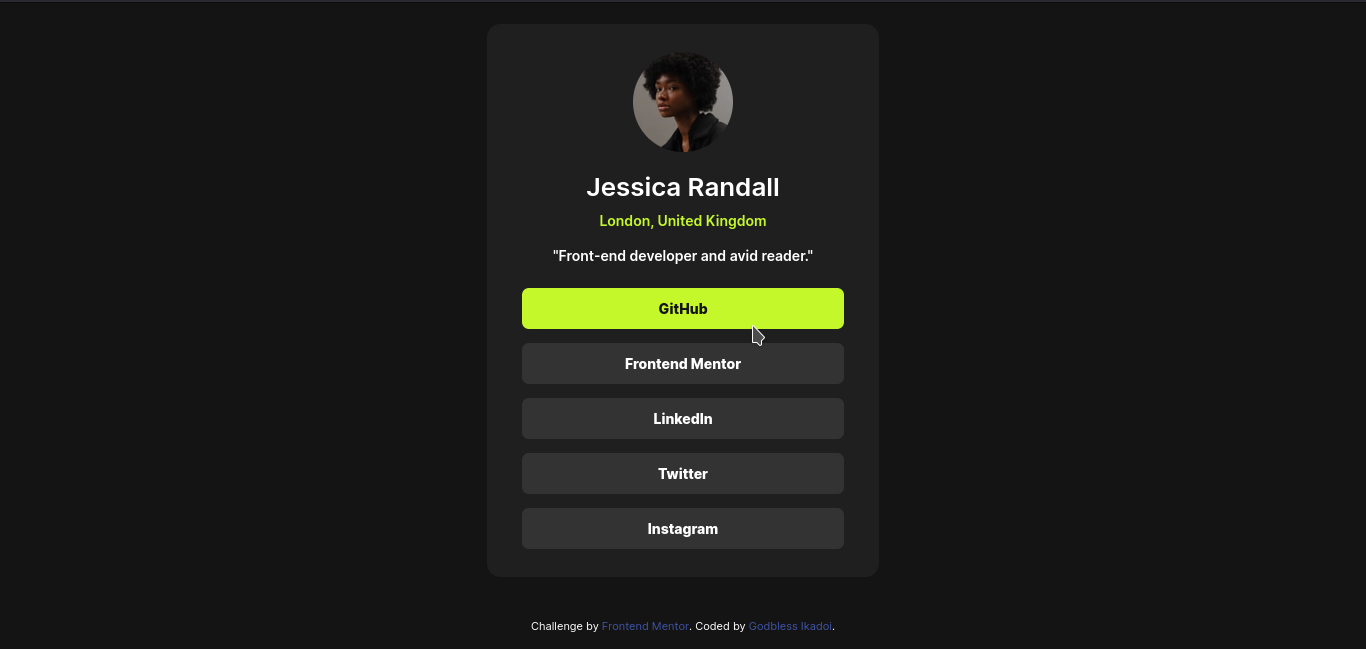 Jessica Randall
London, United Kingdom
"Front-end developer and avid reader."
GitHub
Frontend Mentor
LinkedIn
Twitter
Instagram
Challenge by Frontend Mentor. Coded by Godbless Ikadoi.